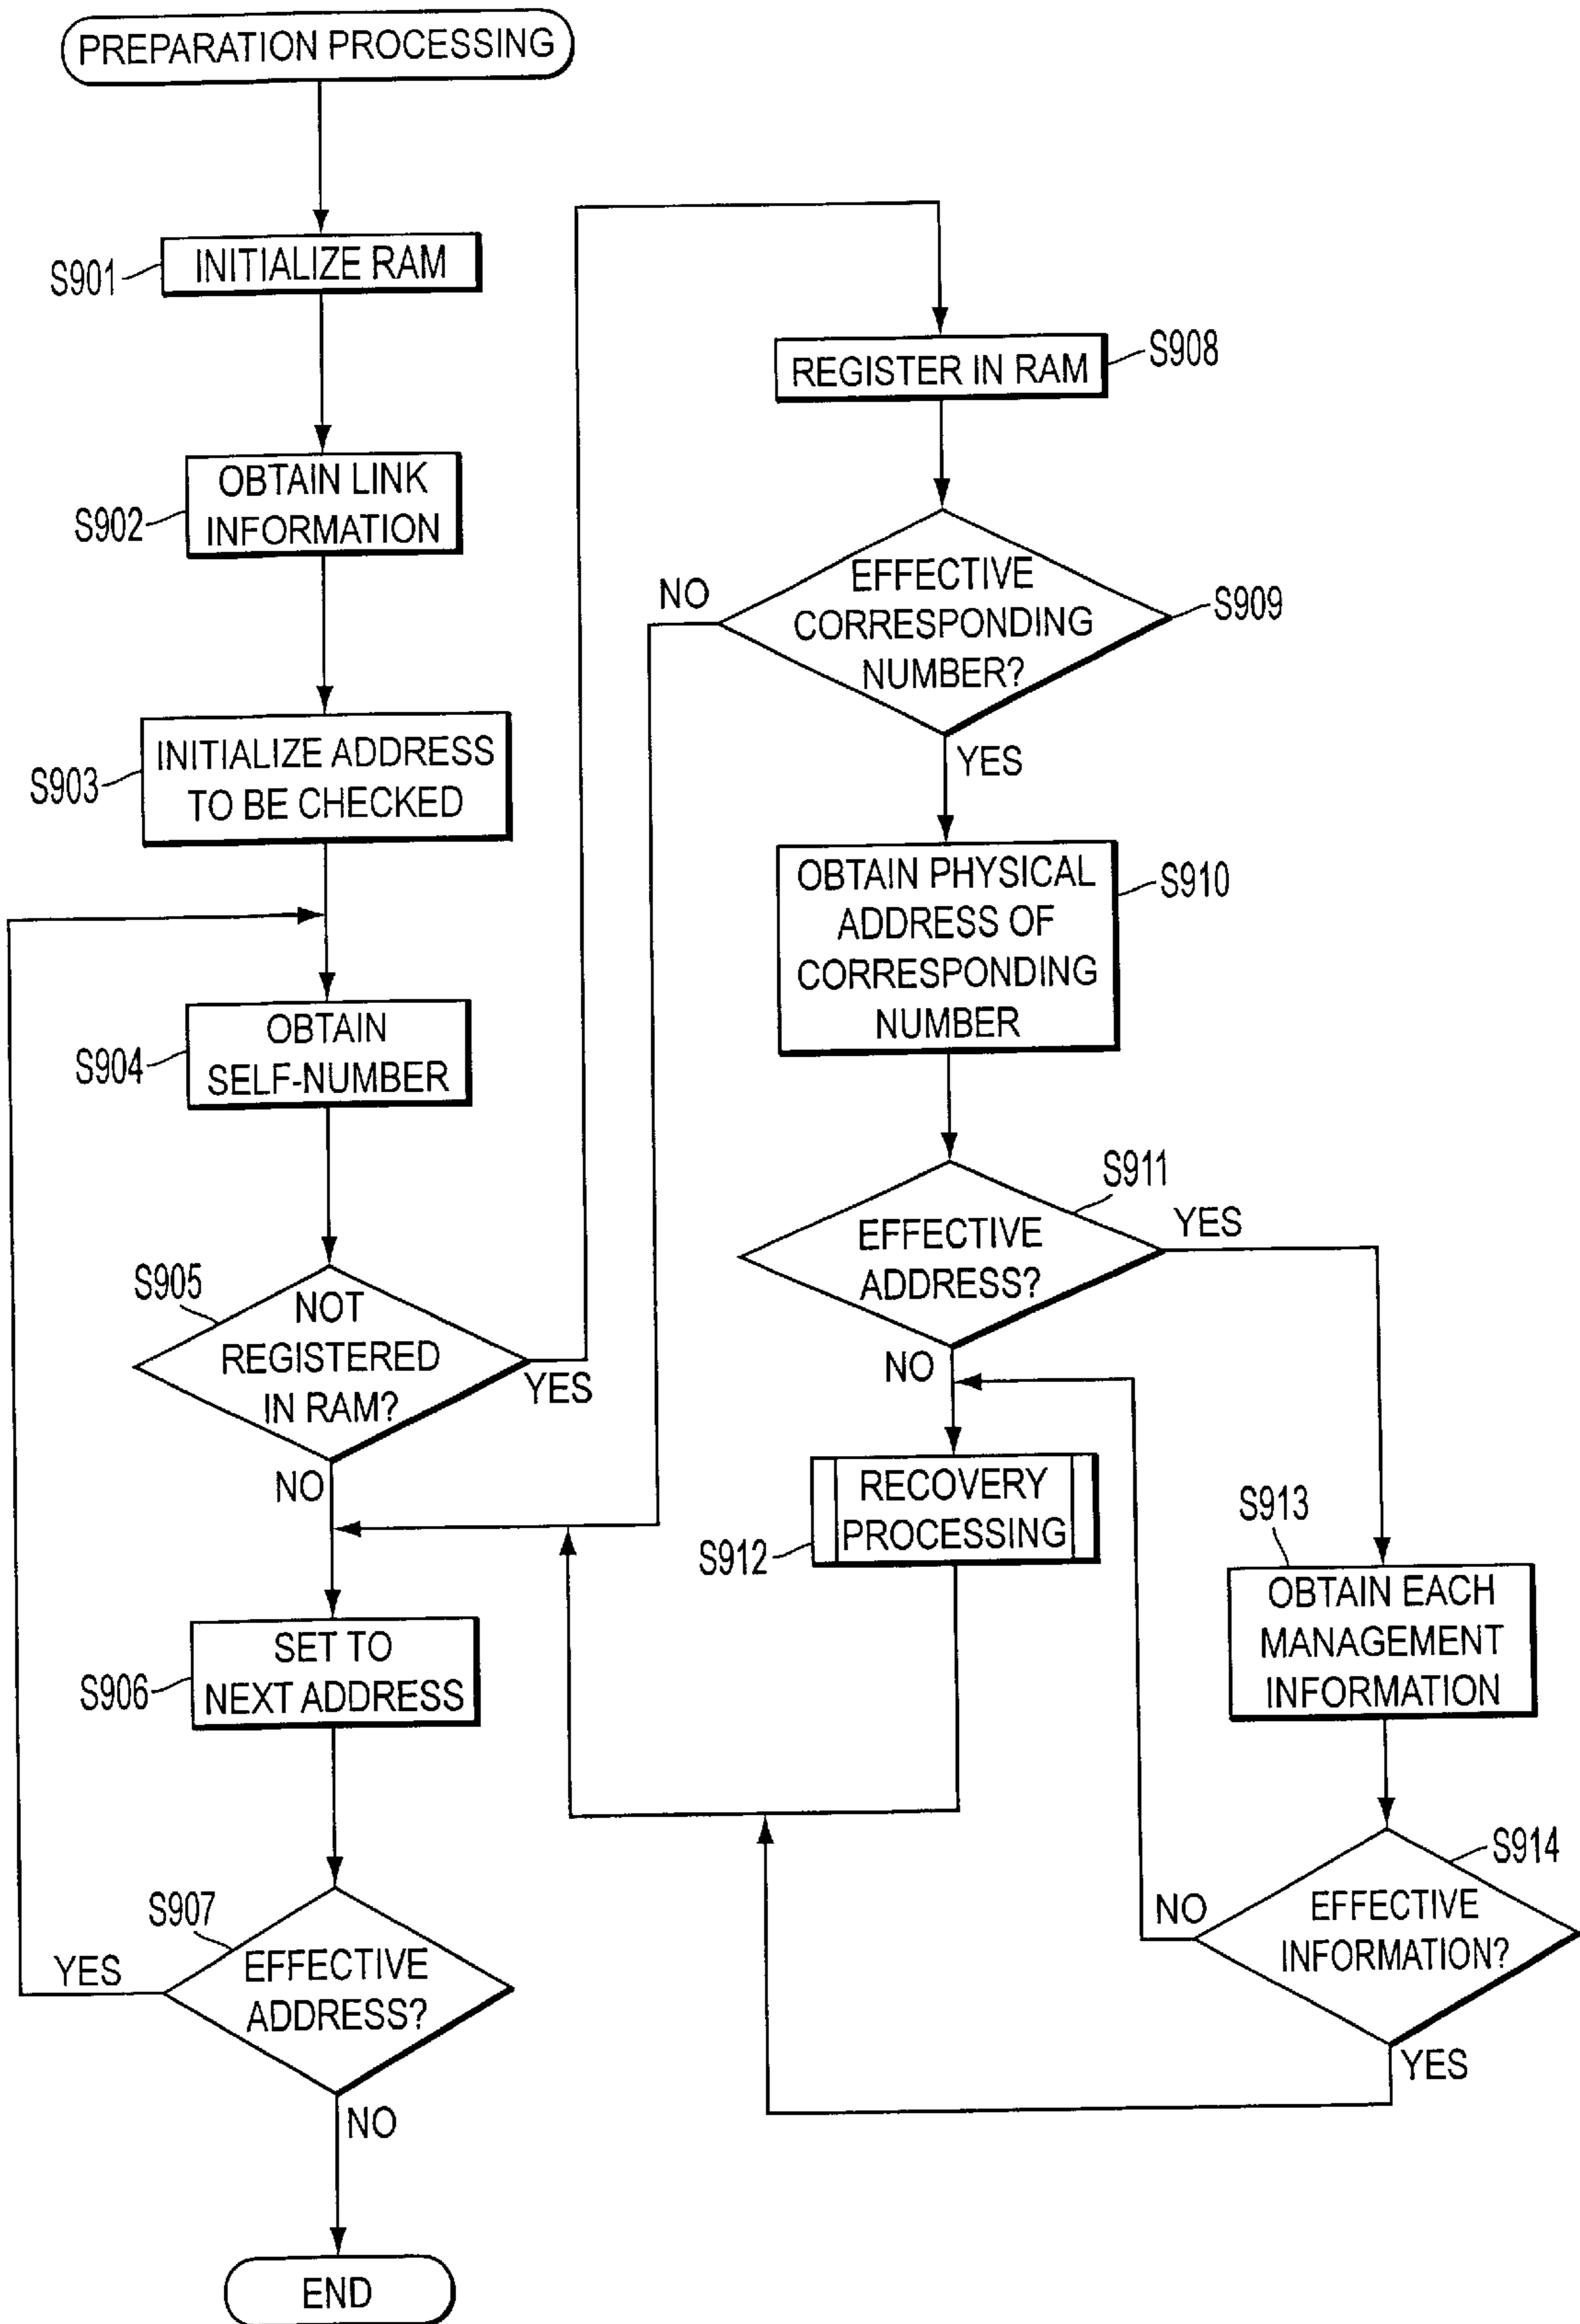 PREPARATION PROCESSING
S901
INITIALIZE RAM
S902
OBTAIN LINK
INFORMATION
S903
INITIALIZE ADDRESS
TO BE CHECKED
S904
OBTAIN
SELF-NUMBER
S905
NOT
REGISTERED
IN RAM?
YES
NO
S906
SET TO
NEXT ADDRESS
S907
EFFECTIVE
ADDRESS?
YES
NO
END
REGISTER IN RAM
S908
EFFECTIVE
CORRESPONDING
NUMBER?
S909
NO
YES
OBTAIN PHYSICAL
ADDRESS OF
CORRESPONDING
NUMBER
S910
S911
EFFECTIVE
ADDRESS?
YES
NO
RECOVERY
PROCESSING
S912
S913
OBTAIN EACH
MANAGEMENT
INFORMATION
S914
EFFECTIVE
INFORMATION?
NO
YES